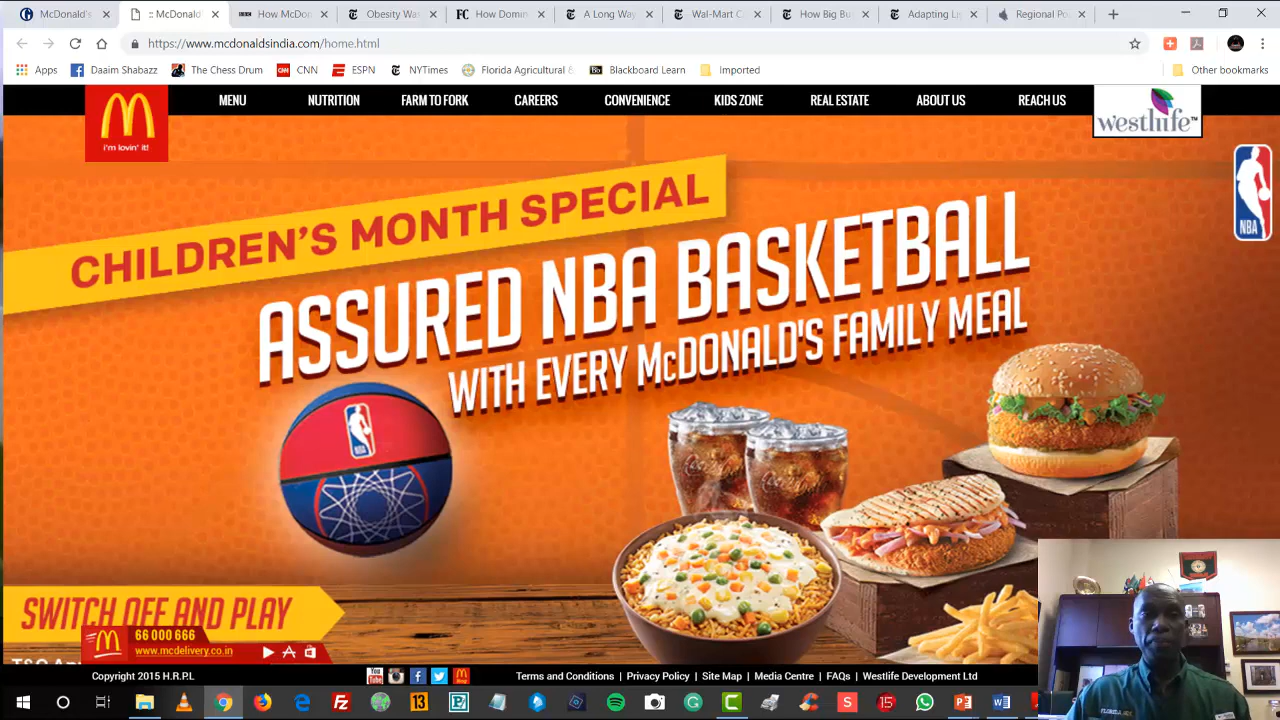 McDonald's
:: McDonald
How McDon
Obesity Wa
How Domin
A Long Way
Wal-Mart C
How Big Bu
Adapting Li
Regional Po
https://www.mcdonaldsindia.com/home.html
Apps
Daaim Shabazz
The Chess Drum
CNN
ESPN
NYTimes
Florida Agricultural &
Blackboard Learn
Imported
Other bookmarks
i'm lovin' it!
MENU
NUTRITION
FARM TO FORK
CAREERS
CONVENIENCE
KIDS ZONE
REAL ESTATE
ABOUT US
REACH US
westlife™
NBA
CHILDREN'S MONTH SPECIAL
ASSURED NBA BASKETBALL
WITH EVERY McDONALD'S FAMILY MEAL
NBA
SWITCH OFF AND PLAY
66 000 666
www.mcdelivery.co.in
Copyright 2015 H.R.P.L
You Tube
Terms and Conditions | Privacy Policy | Site Map | Media Centre | FAQs | Westlife Development Ltd